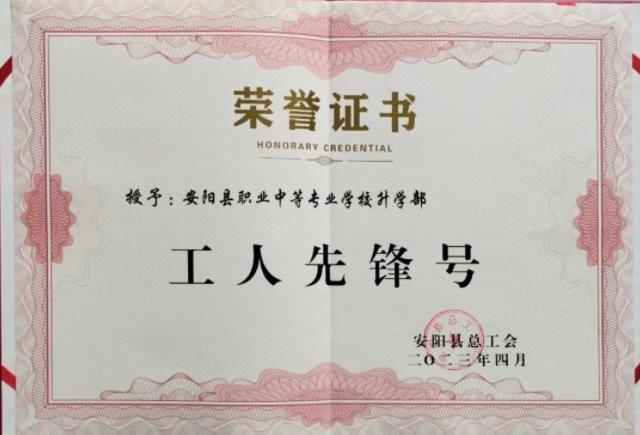 荣誉证书
HONORARY CREDENTIAL
授予：安阳县职业中等专业学校升学部
工人先锋号
安阳县总工会
二〇二三年四月